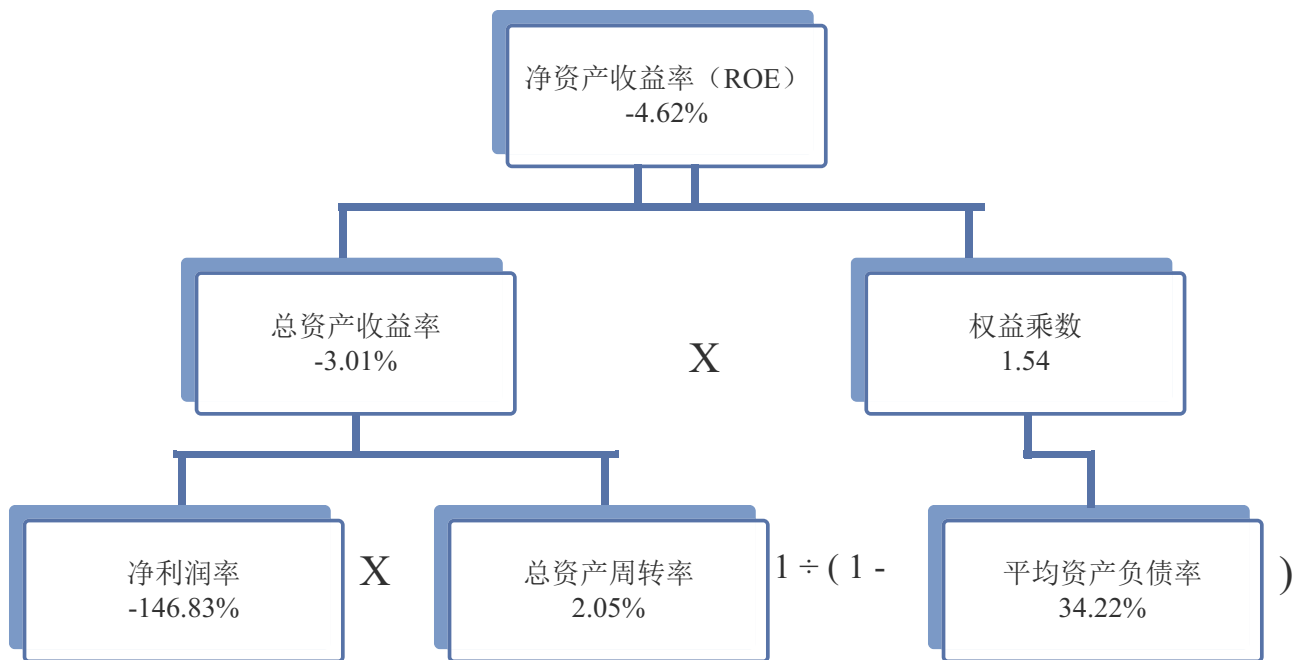 净资产收益率（ROE）
-4.62%
总资产收益率
-3.01%
X
权益乘数
1.54
净利润率
-146.83%
X
总资产周转率
2.05%
1 ÷ ( 1 -
平均资产负债率
34.22%
)